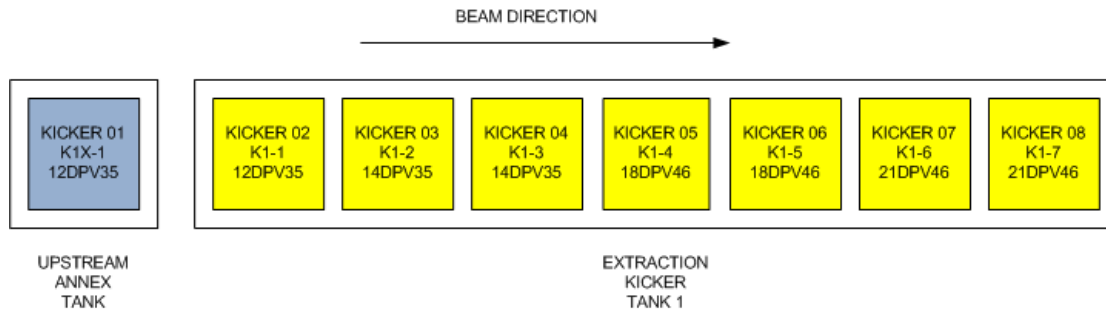 BEAM DIRECTION
KICKER 01
K1X-1
12DPV35
KICKER 02
K1-1
12DPV35
KICKER 03
K1-2
14DPV35
KICKER 04
K1-3
14DPV35
KICKER 05
K1-4
18DPV46
KICKER 06
K1-5
18DPV46
KICKER 07
K1-6
21DPV46
KICKER 08
K1-7
21DPV46
UPSTREAM
ANNEX
TANK
EXTRACTION
KICKER
TANK 1